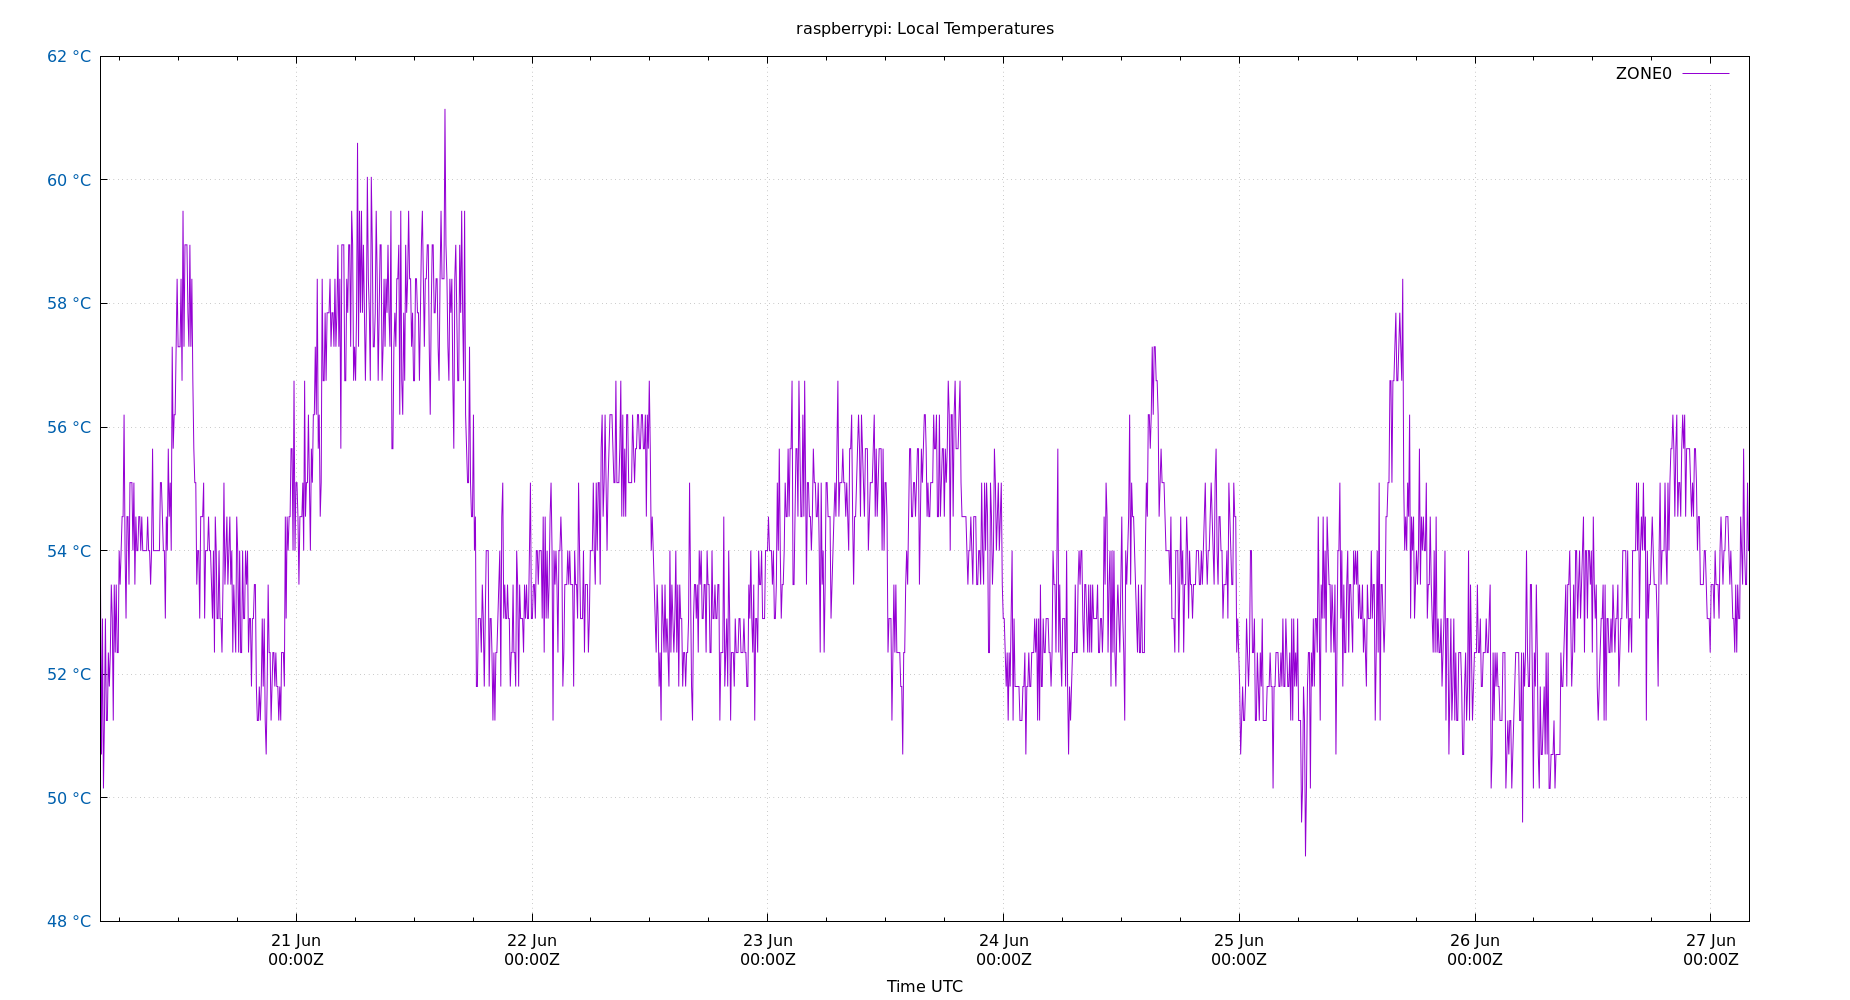 raspberrypi: Local Temperatures
62 °C
60 °C
58 °C
56 °C
54 °C
52 °C
50 °C
48 °C
ZONE0
21 Jun
00:00Z
22 Jun
00:00Z
23 Jun
00:00Z
24 Jun
00:00Z
25 Jun
00:00Z
26 Jun
00:00Z
27 Jun
00:00Z
Time UTC